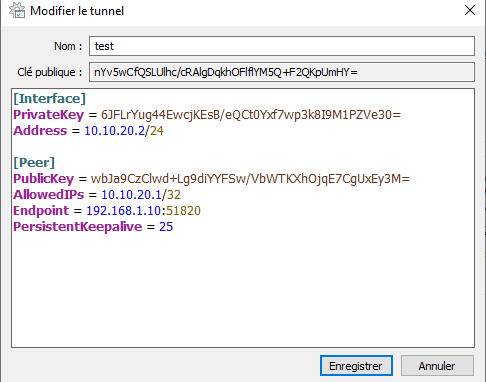 Modifier le tunnel
Nom : test
Clé publique : nYv5wCfQSLUlhc/cRAlgDqkhOFlflYM5Q+F2QKpUmHY=
[Interface]
PrivateKey = 6JFLrYug44EwcjKEsB/eQCt0Yxf7wp3k8I9M1PZVe30=
Address = 10.10.20.2/24
[Peer]
PublicKey = wbJa9CzClwd+Lg9diYYFSw/VbWTKXhOjqE7CgUxEy3M=
AllowedIPs = 10.10.20.1/32
Endpoint = 192.168.1.10:51820
PersistentKeepalive = 25
Enregistrer Annuler